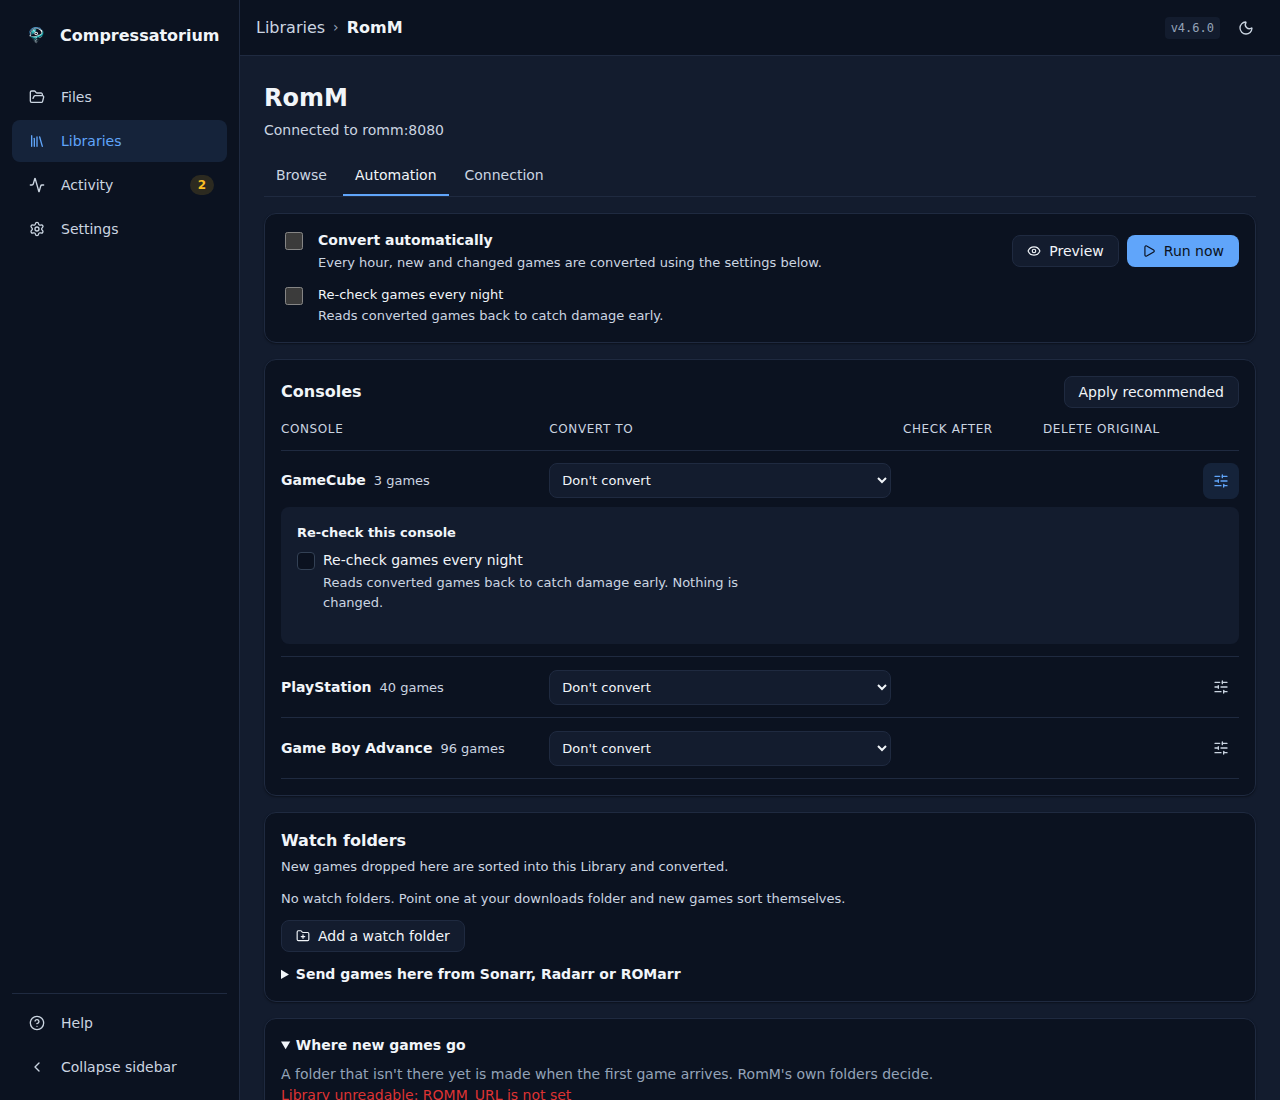 Compressatorium
Files
Libraries
Activity
2
Settings
Help
Collapse sidebar
Libraries › RomM
v4.6.0
RomM
Connected to romm:8080
Browse
Automation
Connection
Convert automatically
Every hour, new and changed games are converted using the settings below.
Preview
Run now
Re-check games every night
Reads converted games back to catch damage early.
Consoles
Apply recommended
CONSOLE
CONVERT TO
CHECK AFTER
DELETE ORIGINAL
GameCube 3 games
Don't convert
Re-check this console
Re-check games every night
Reads converted games back to catch damage early. Nothing is
changed.
PlayStation 40 games
Don't convert
Game Boy Advance 96 games
Don't convert
Watch folders
New games dropped here are sorted into this Library and converted.
No watch folders. Point one at your downloads folder and new games sort themselves.
Add a watch folder
Send games here from Sonarr, Radarr or ROMarr
Where new games go
A folder that isn't there yet is made when the first game arrives. RomM's own folders decide.
Library unreadable: ROMM_URL is not set